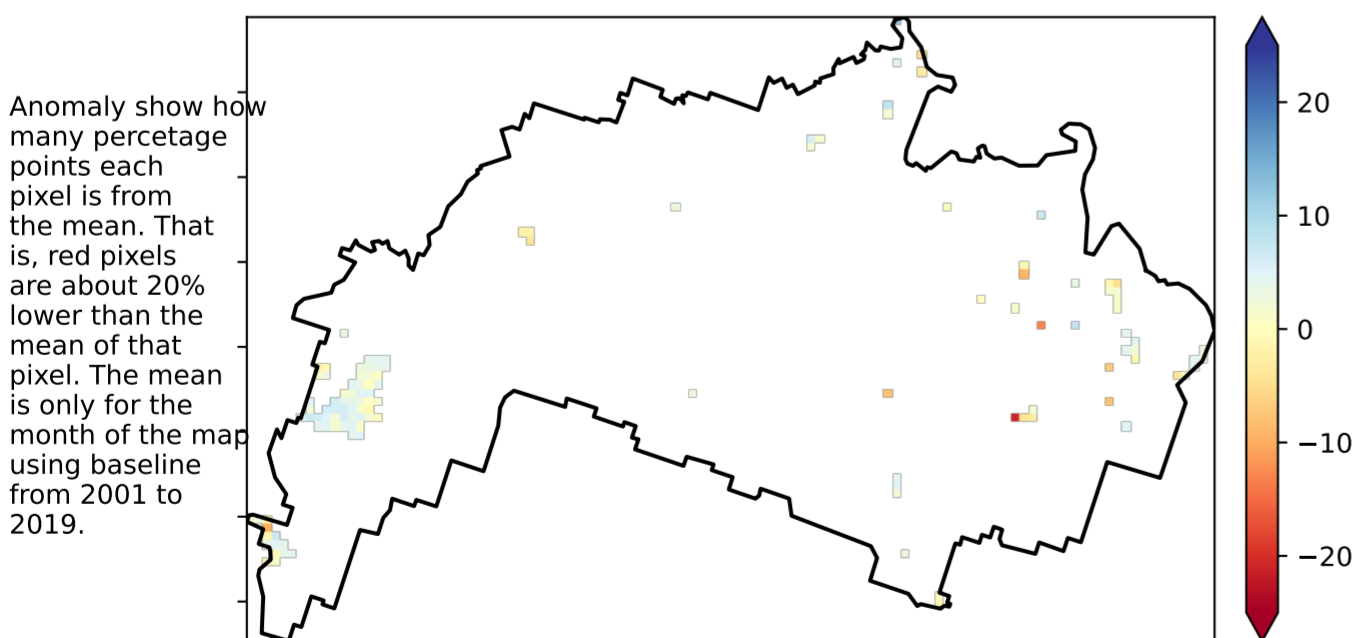 Anomaly show how
many percetage
points each
pixel is from
the mean. That
is, red pixels
are about 20%
lower than the
mean of that
pixel. The mean
is only for the
month of the map
using baseline
from 2001 to
2019.
20
10
0
−10
−20